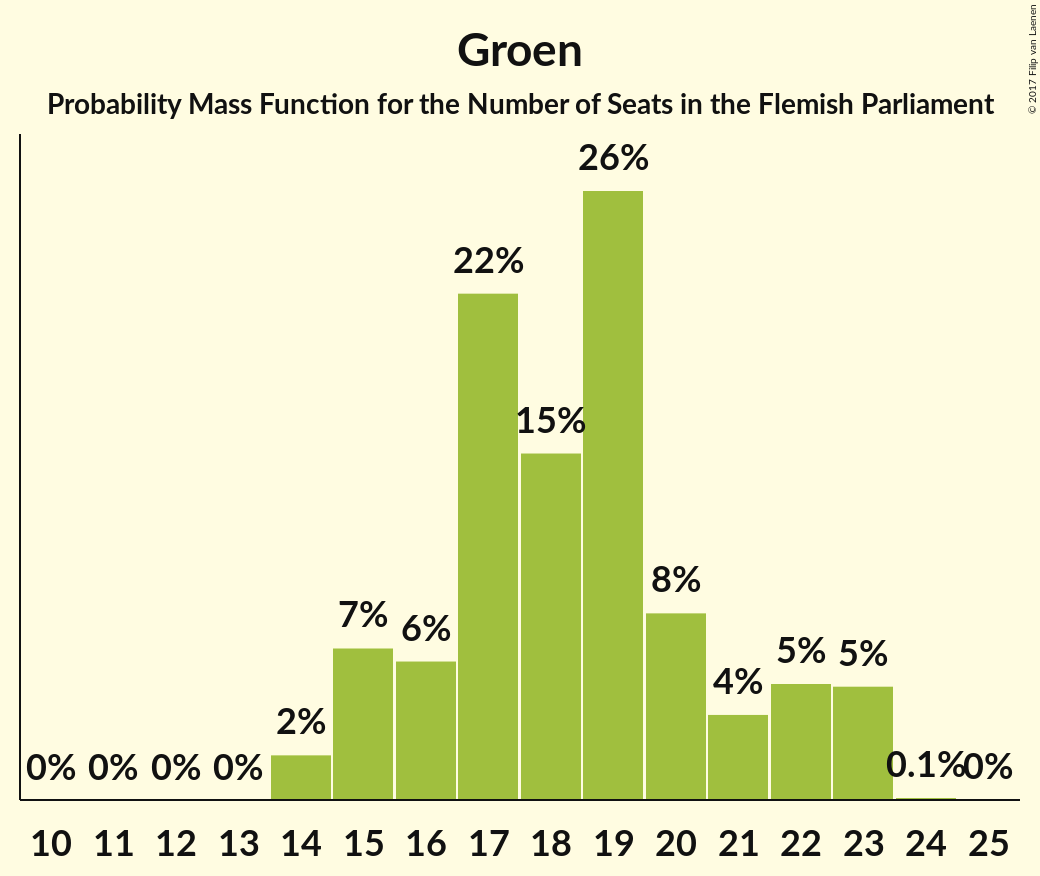 Groen
Probability Mass Function for the Number of Seats in the Flemish Parliament
© 2017 Filip van Laenen
0% 0% 0% 0% 2% 7% 6% 22% 15% 26% 8% 4% 5% 5% 0.1% 0%
10 11 12 13 14 15 16 17 18 19 20 21 22 23 24 25